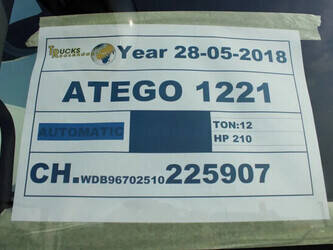 TRUCKS Year 28-05-2018
ATEGO 1221
AUTOMATIC
TON:12
HP 210
CH.WDB96702510225907